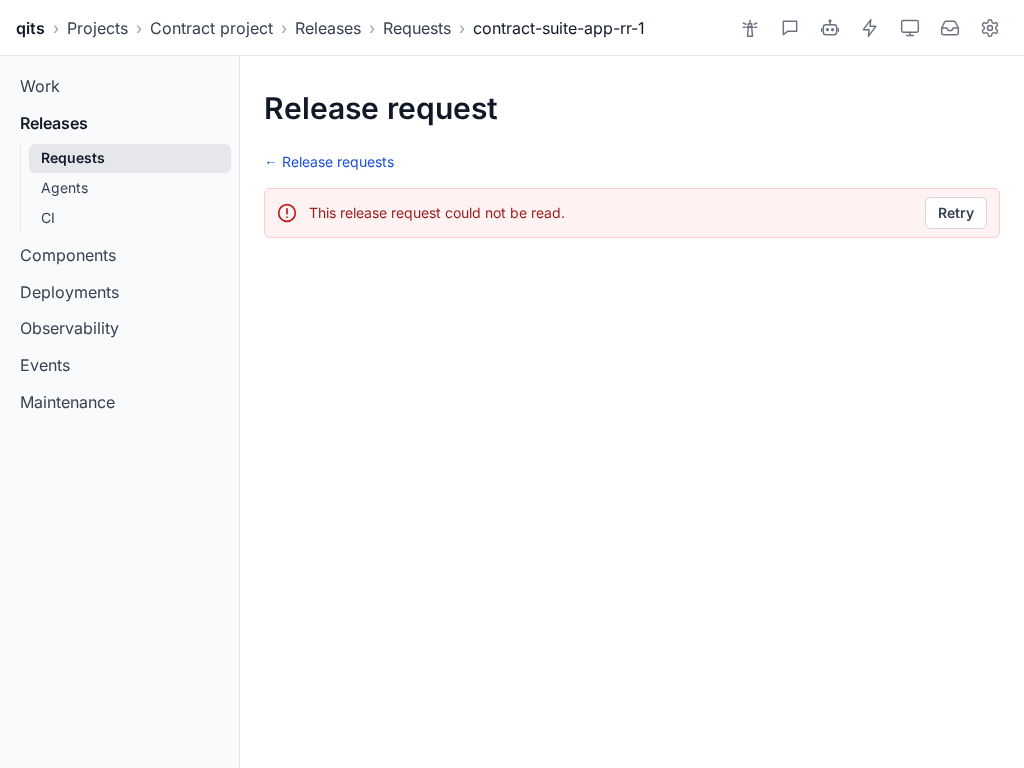 qits › Projects › Contract project › Releases › Requests › contract-suite-app-rr-1
Work
Releases
Requests
Agents
CI
Components
Deployments
Observability
Events
Maintenance
Release request
← Release requests
This release request could not be read.
Retry